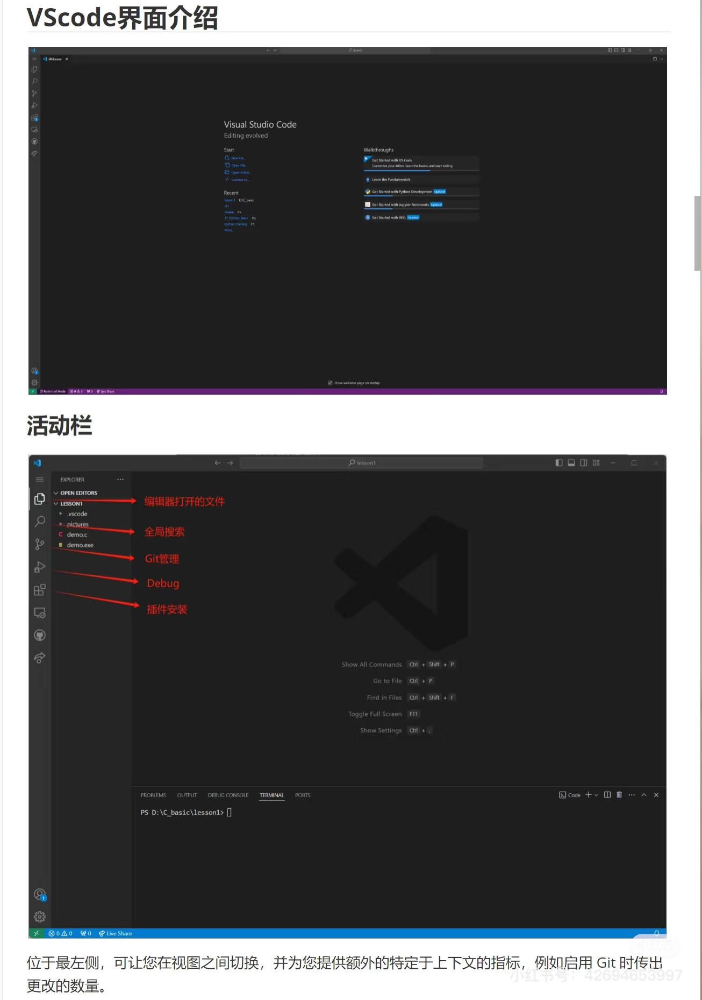 VScode界面介绍
Search
Welcome
Visual Studio Code
Editing evolved
Start
New File...
Open File...
Open Folder...
Connect to...
Recent
lesson1 D:\C_basic
D:\
cmake F:\
17_Python_Basic D:\
python_training F:\
More...
Walkthroughs
Get Started with VS Code
Customize your editor, learn the basics, and start coding
Learn the Fundamentals
Get Started with Python Development Updated
Get Started with Jupyter Notebooks Updated
Get Started with WSL Updated
Show welcome page on startup
Restricted Mode 0 0 0 Live Share
活动栏
lesson1
EXPLORER
OPEN EDITORS
LESSON1
.vscode
pictures
C demo.c
demo.exe
编辑器打开的文件
全局搜索
Git管理
Debug
插件安装
Show All Commands Ctrl + Shift + P
Go to File Ctrl + P
Find in Files Ctrl + Shift + F
Toggle Full Screen F11
Show Settings Ctrl + ,
PROBLEMS OUTPUT DEBUG CONSOLE TERMINAL PORTS Code
PS D:\C_basic\lesson1>
1
0 0 0 Live Share
位于最左侧，可让您在视图之间切换，并为您提供额外的特定于上下文的指标，例如启用 Git 时传出
更改的数量。
小红书
小红书号：42694653997